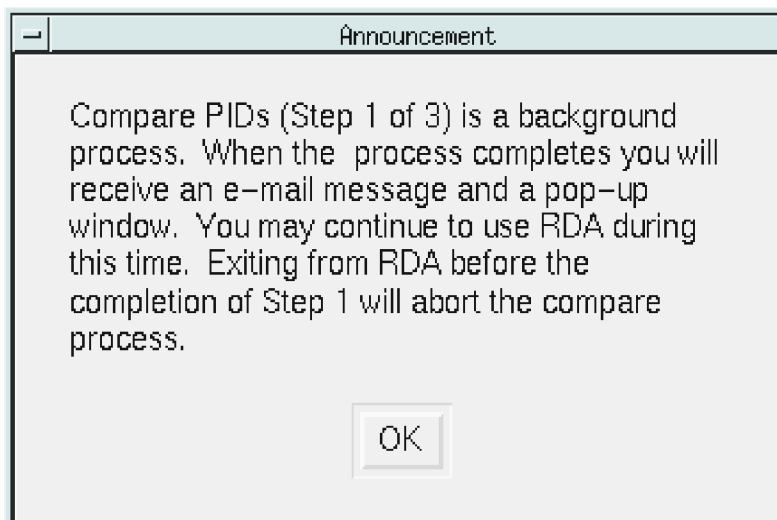 Announcement
Compare PIDs (Step 1 of 3) is a background
process.  When the  process completes you will
receive an e-mail message and a pop-up
window.  You may continue to use RDA during
this time.  Exiting from RDA before the
completion of Step 1 will abort the compare
process.
OK